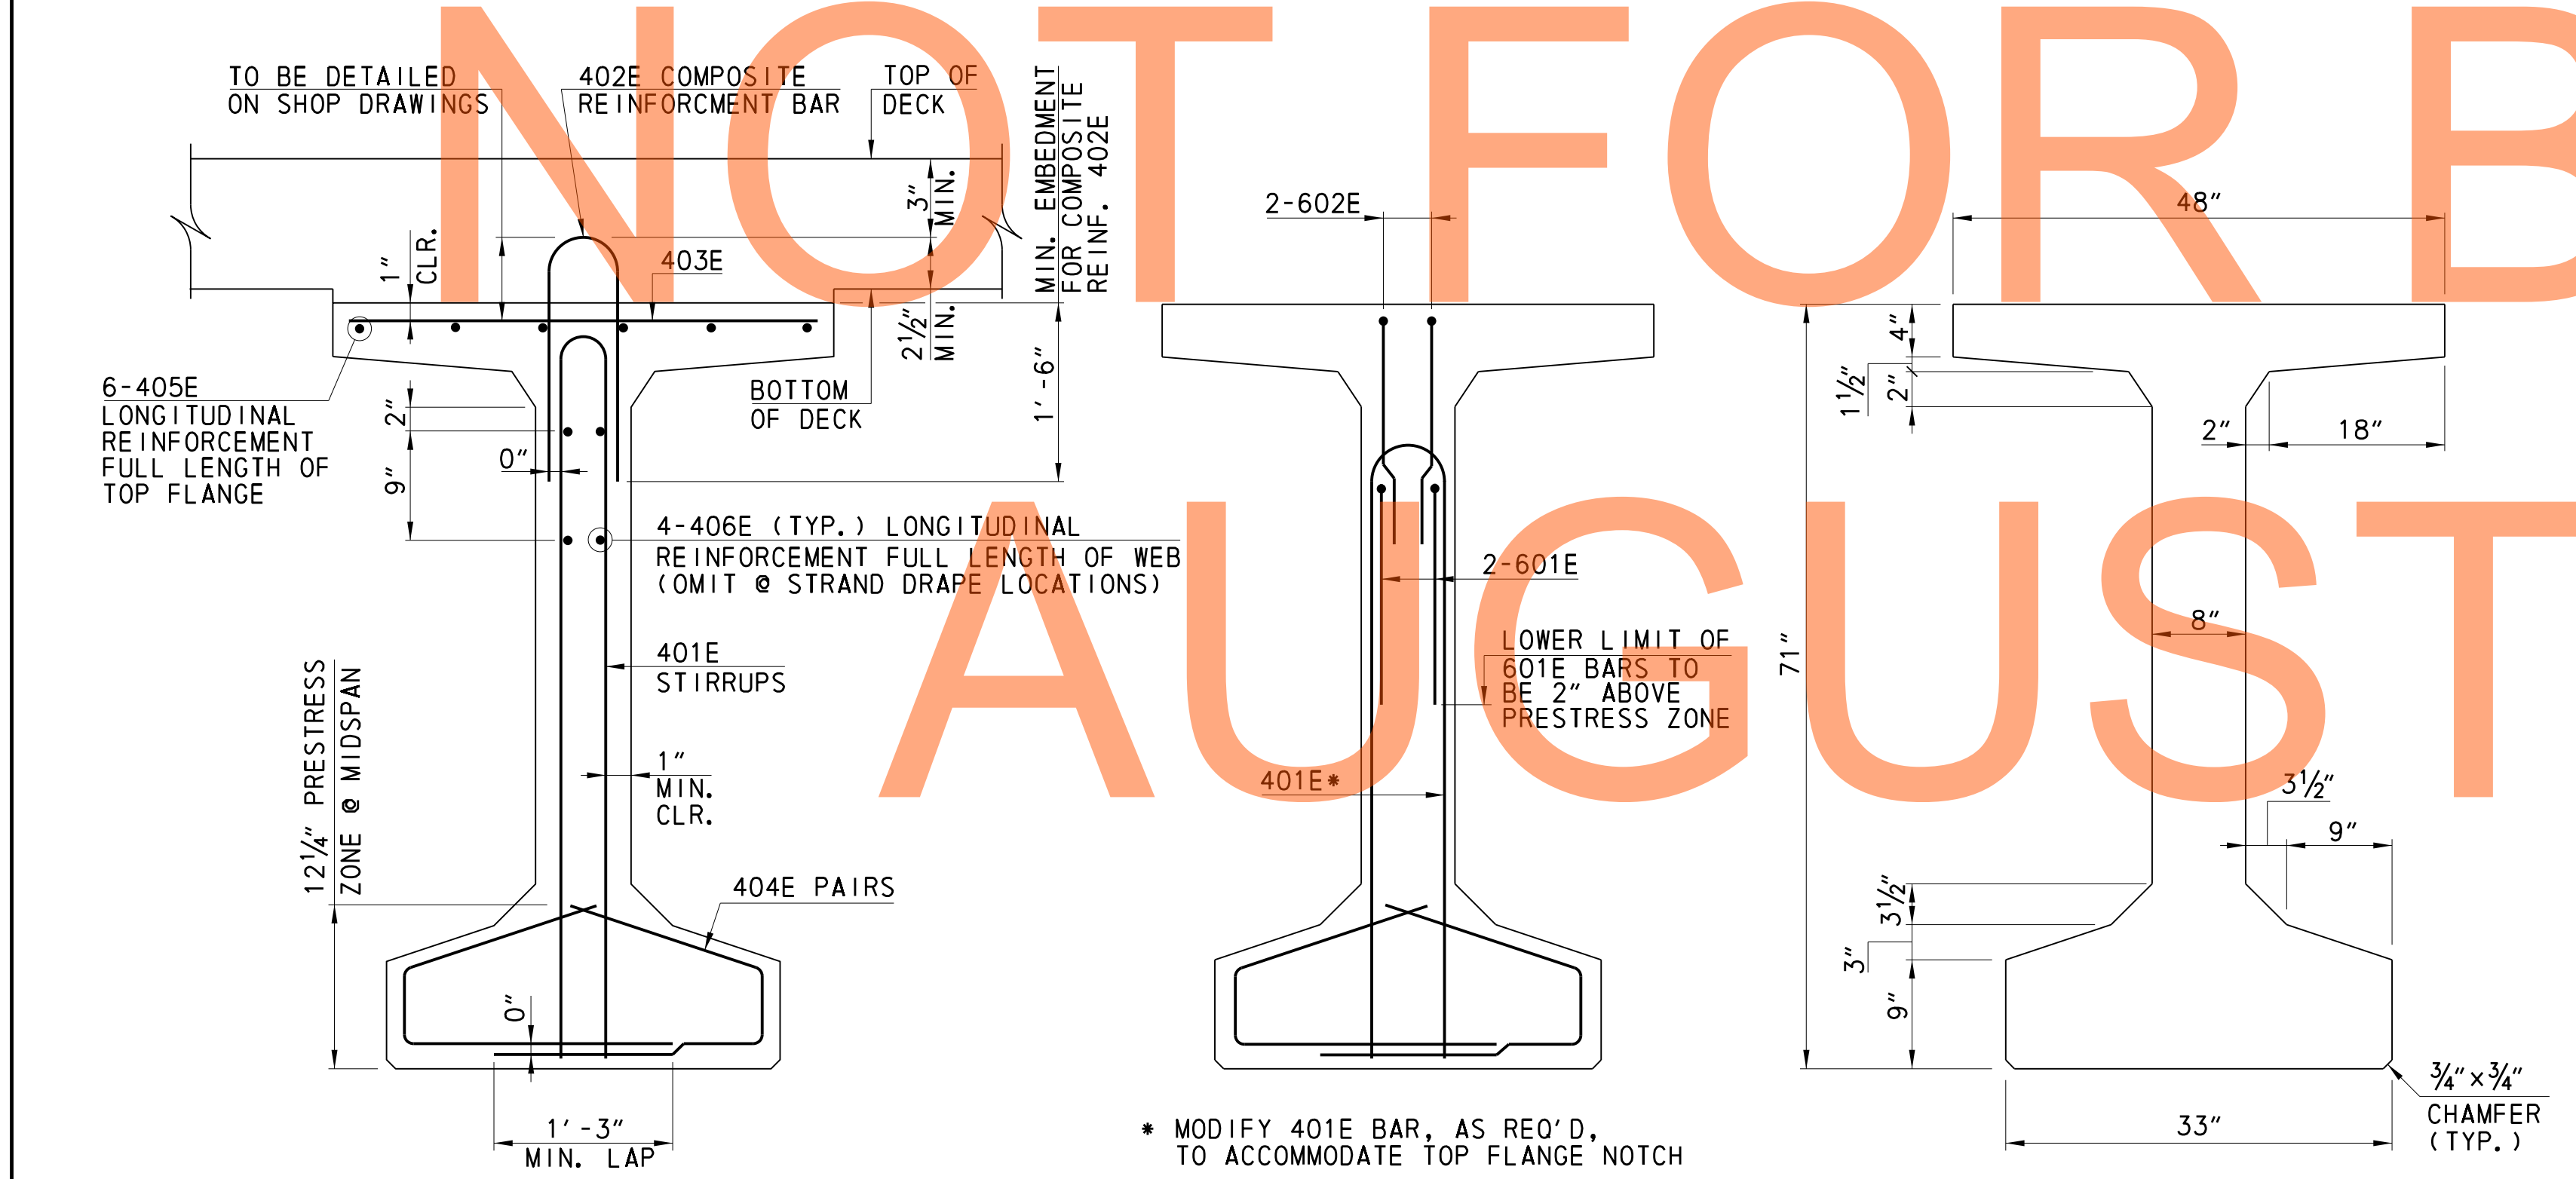 NOT FOR B
AUGUST
TO BE DETAILED
ON SHOP DRAWINGS
402E COMPOSITE
REINFORCMENT BAR
TOP OF
DECK
3"
MIN.
MIN. EMBEDMENT
FOR COMPOSITE
REINF. 402E
1"
CLR.
403E
2½"
MIN.
1'-6"
6-405E
LONGITUDINAL
REINFORCEMENT
FULL LENGTH OF
TOP FLANGE
2"
9"
0"
BOTTOM
OF DECK
4-406E (TYP.) LONGITUDINAL
REINFORCEMENT FULL LENGTH OF WEB
(OMIT @ STRAND DRAPE LOCATIONS)
401E
STIRRUPS
12¼" PRESTRESS
ZONE @ MIDSPAN
1"
MIN.
CLR.
404E PAIRS
0"
1'-3"
MIN. LAP
2-602E
2-601E
LOWER LIMIT OF
601E BARS TO
BE 2" ABOVE
PRESTRESS ZONE
401E*
* MODIFY 401E BAR, AS REQ'D,
TO ACCOMMODATE TOP FLANGE NOTCH
48"
4"
1½"
2"
2"
18"
71"
8"
3½"
9"
3½"
3"
9"
33"
¾"×¾"
CHAMFER
(TYP.)